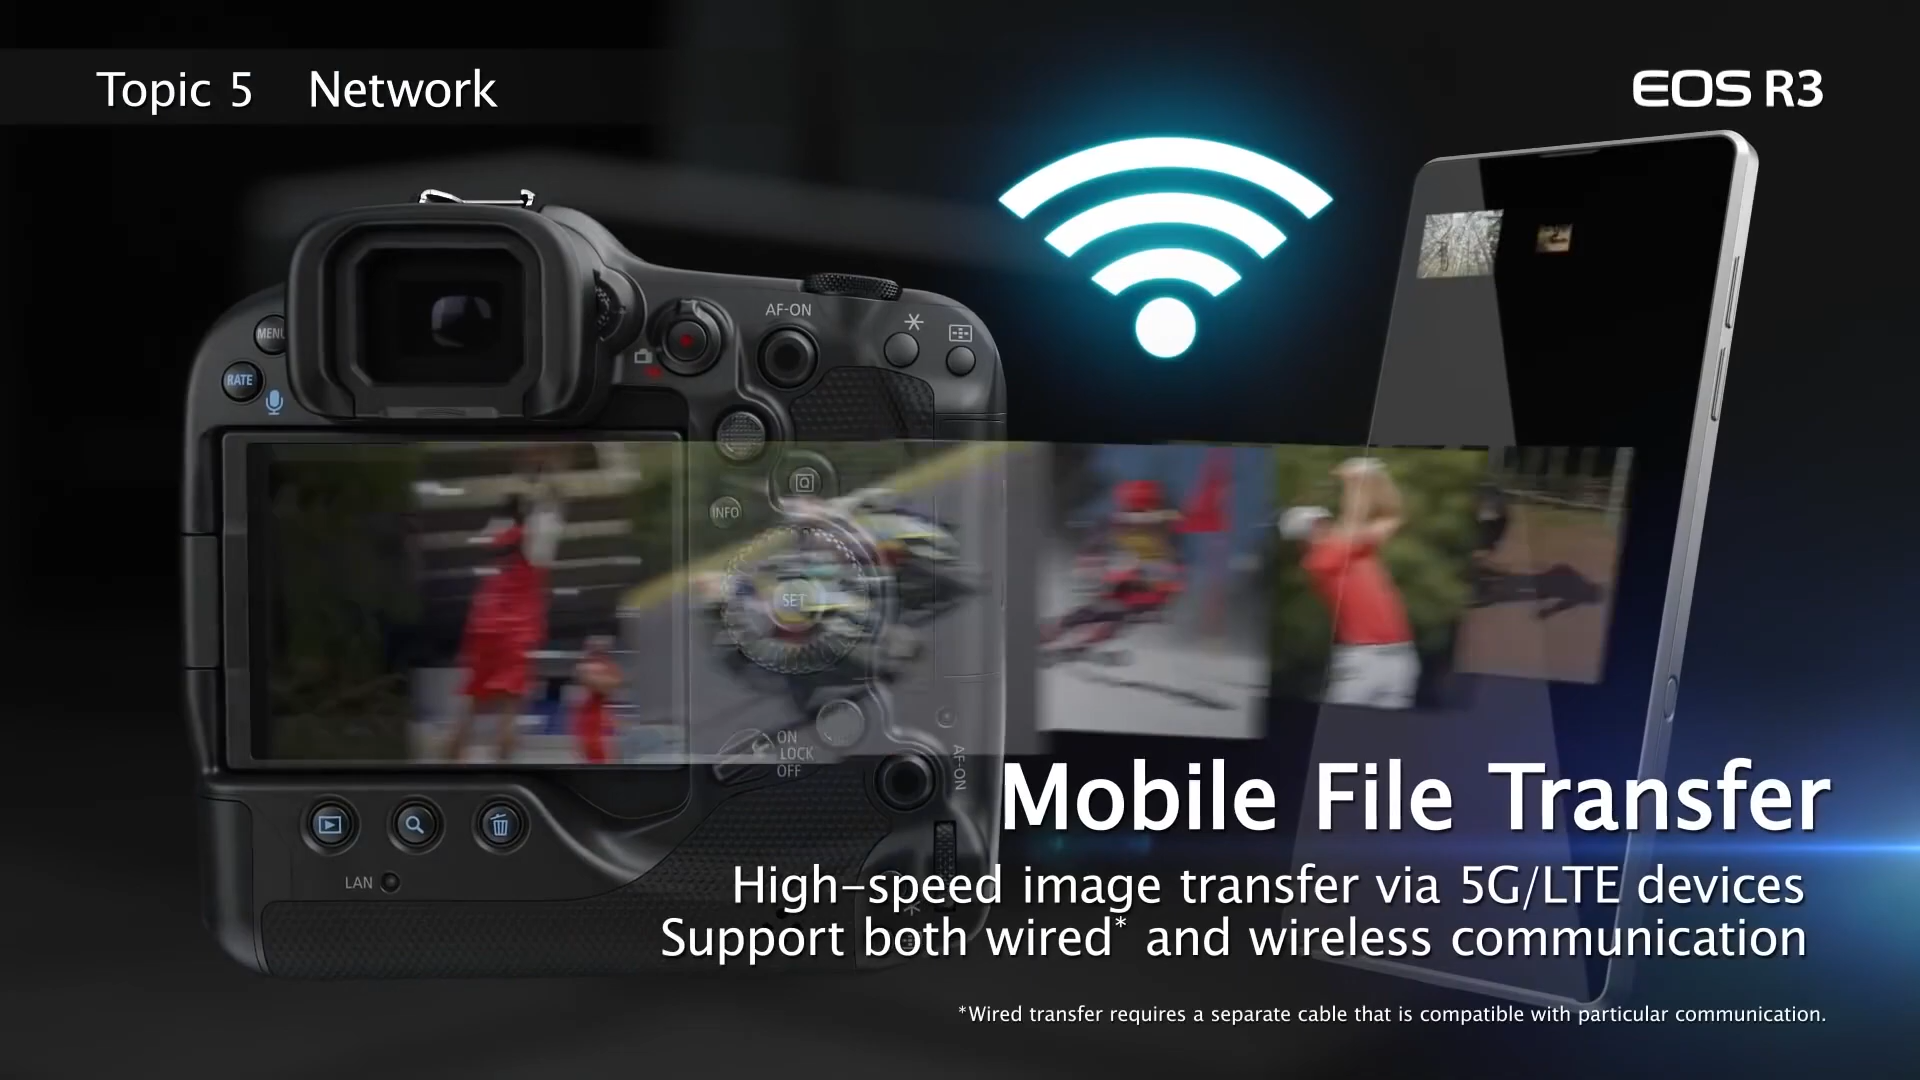 Topic 5 Network
EOS R3
MENU
RATE
AF-ON
Q
INFO
SET
ON
LOCK
OFF
AF-ON
LAN
Mobile File Transfer
High-speed image transfer via 5G/LTE devices
Support both wired* and wireless communication
*Wired transfer requires a separate cable that is compatible with particular communication.